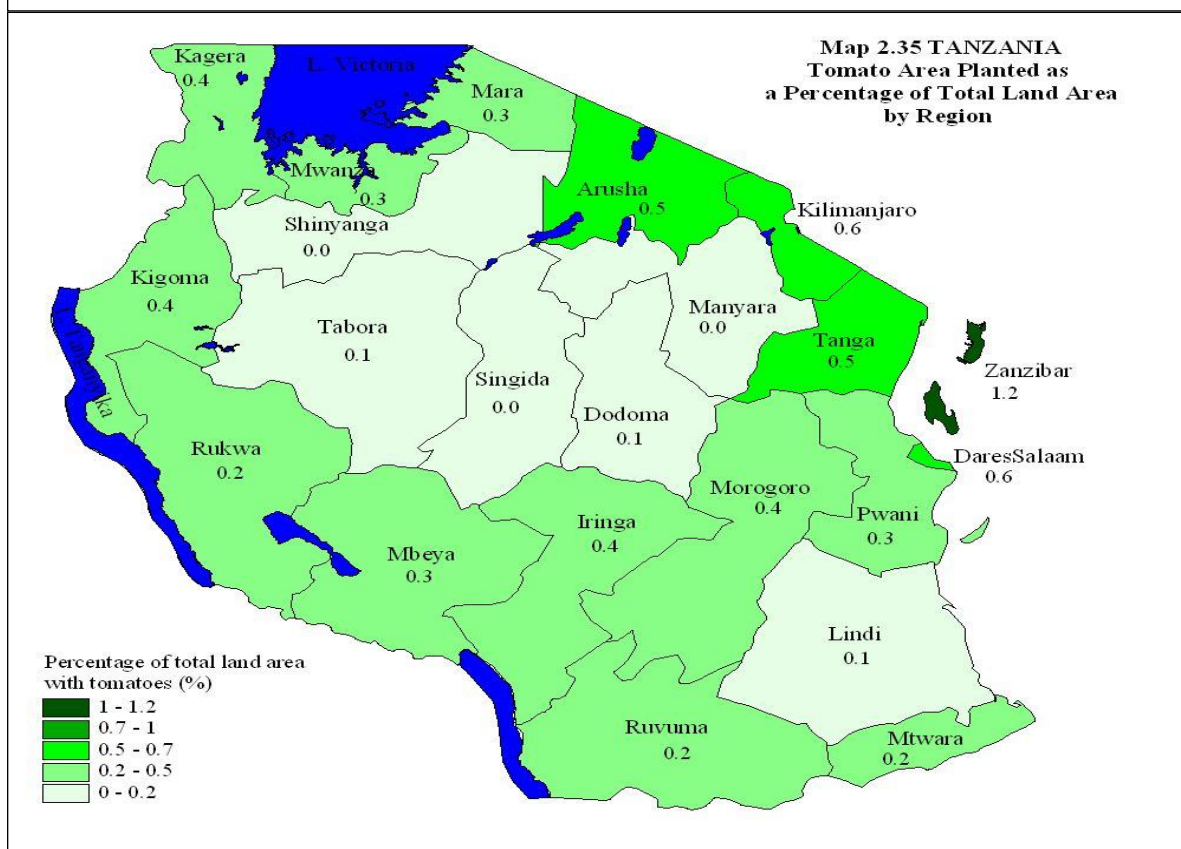 Map 2.35 TANZANIA
Tomato Area Planted as
a Percentage of Total Land Area
by Region
Kagera
0.4
L. Victoria
Mara
0.3
Mwanza
0.3
Arusha
0.5
Kilimanjaro
0.6
Shinyanga
0.0
Kigoma
0.4
Tabora
0.1
Manyara
0.0
Tanga
0.5
Zanzibar
1.2
L. Tanganyika
Singida
0.0
Dodoma
0.1
Rukwa
0.2
DaresSalaam
0.6
Morogoro
0.4
Pwani
0.3
Iringa
0.4
Mbeya
0.3
Lindi
0.1
Ruvuma
0.2
Mtwara
0.2
Percentage of total land area
with tomatoes (%)
1 - 1.2
0.7 - 1
0.5 - 0.7
0.2 - 0.5
0 - 0.2